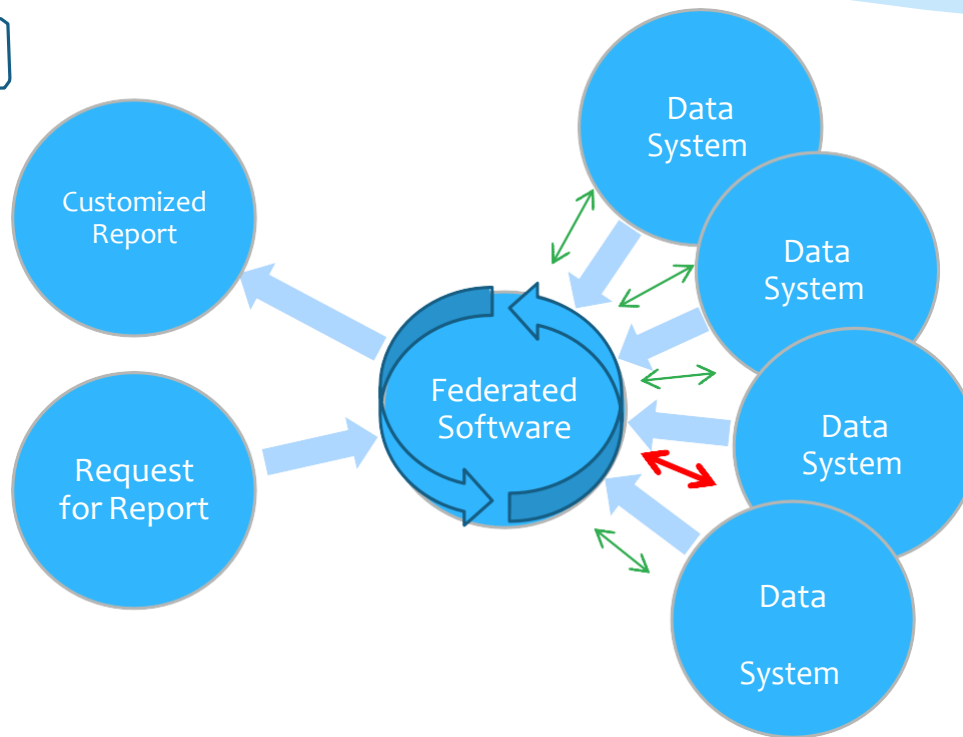 Data
System
Customized
Report
Data
System
Federated
Software
Data
System
Request
for Report
Data
System